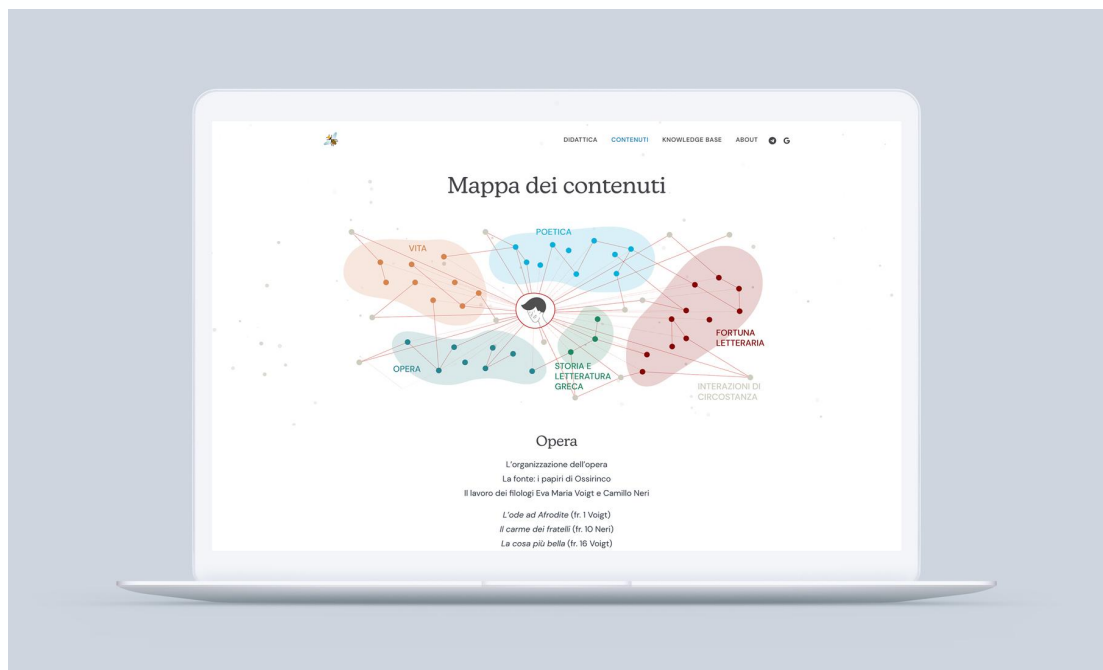 DIDATTICA CONTENUTI KNOWLEDGE BASE ABOUT
Mappa dei contenuti
VITA
POETICA
FORTUNA
LETTERARIA
OPERA
STORIA E
LETTERATURA
GRECA
INTERAZIONI DI
CIRCOSTANZA
Opera
L'organizzazione dell'opera
La fonte: i papiri di Ossirinco
Il lavoro dei filologi Eva Maria Voigt e Camillo Neri
L'ode ad Afrodite (fr. 1 Voigt)
Il carme dei fratelli (fr. 10 Neri)
La cosa più bella (fr. 16 Voigt)